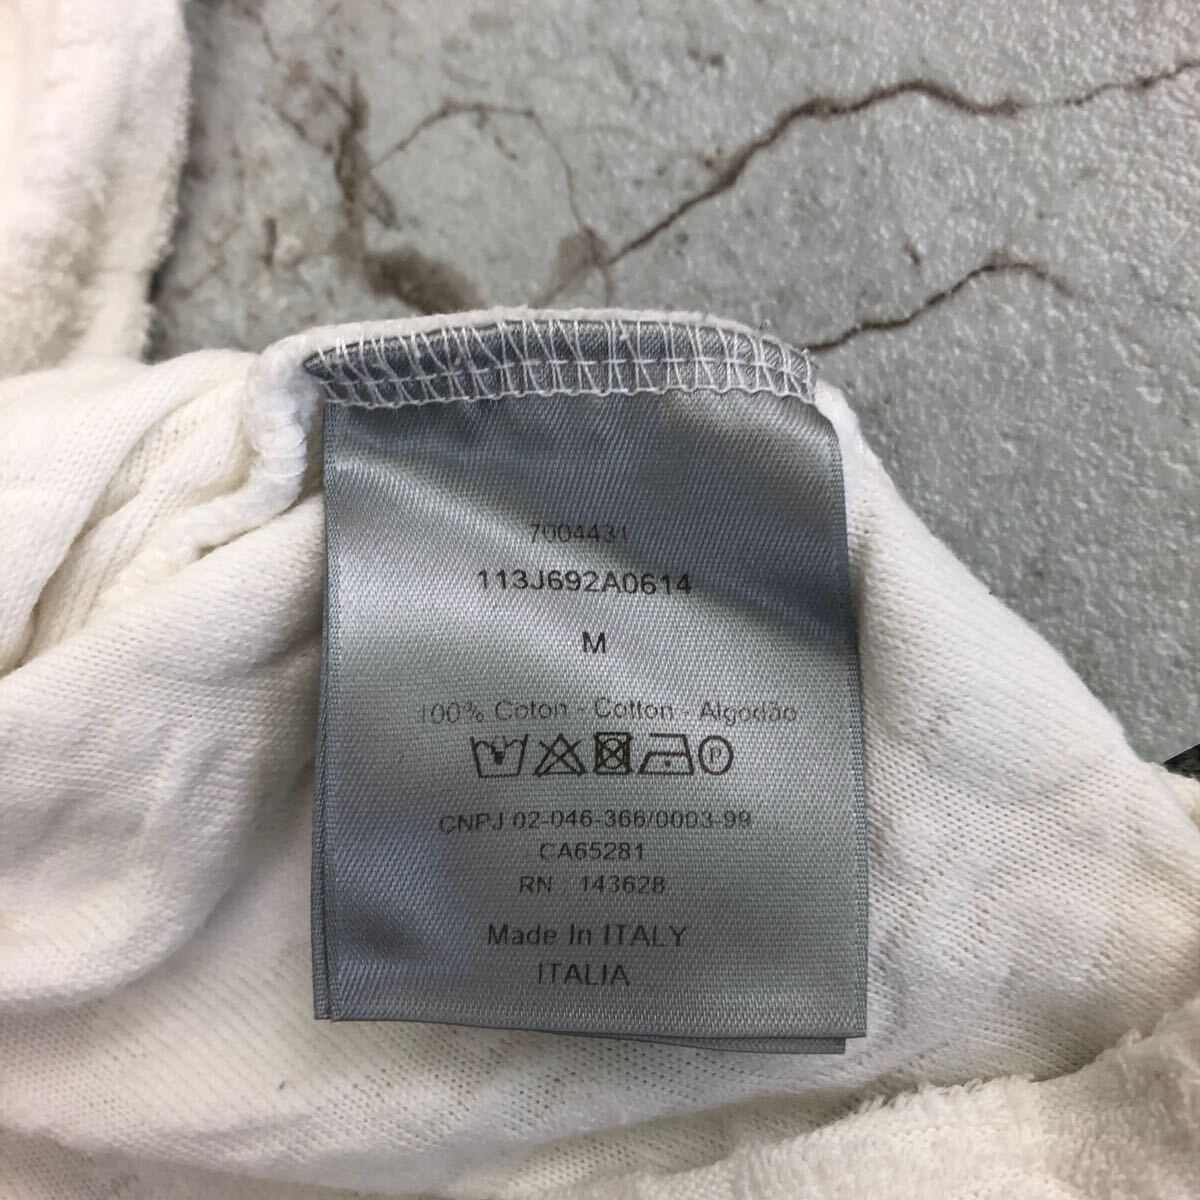 7004431
113J692A0614
M
100% Coton - Cotton - Algodão
P
CNPJ 02-046-366/0003-99
CA65281
RN : 143628
Made In ITALY
ITALIA